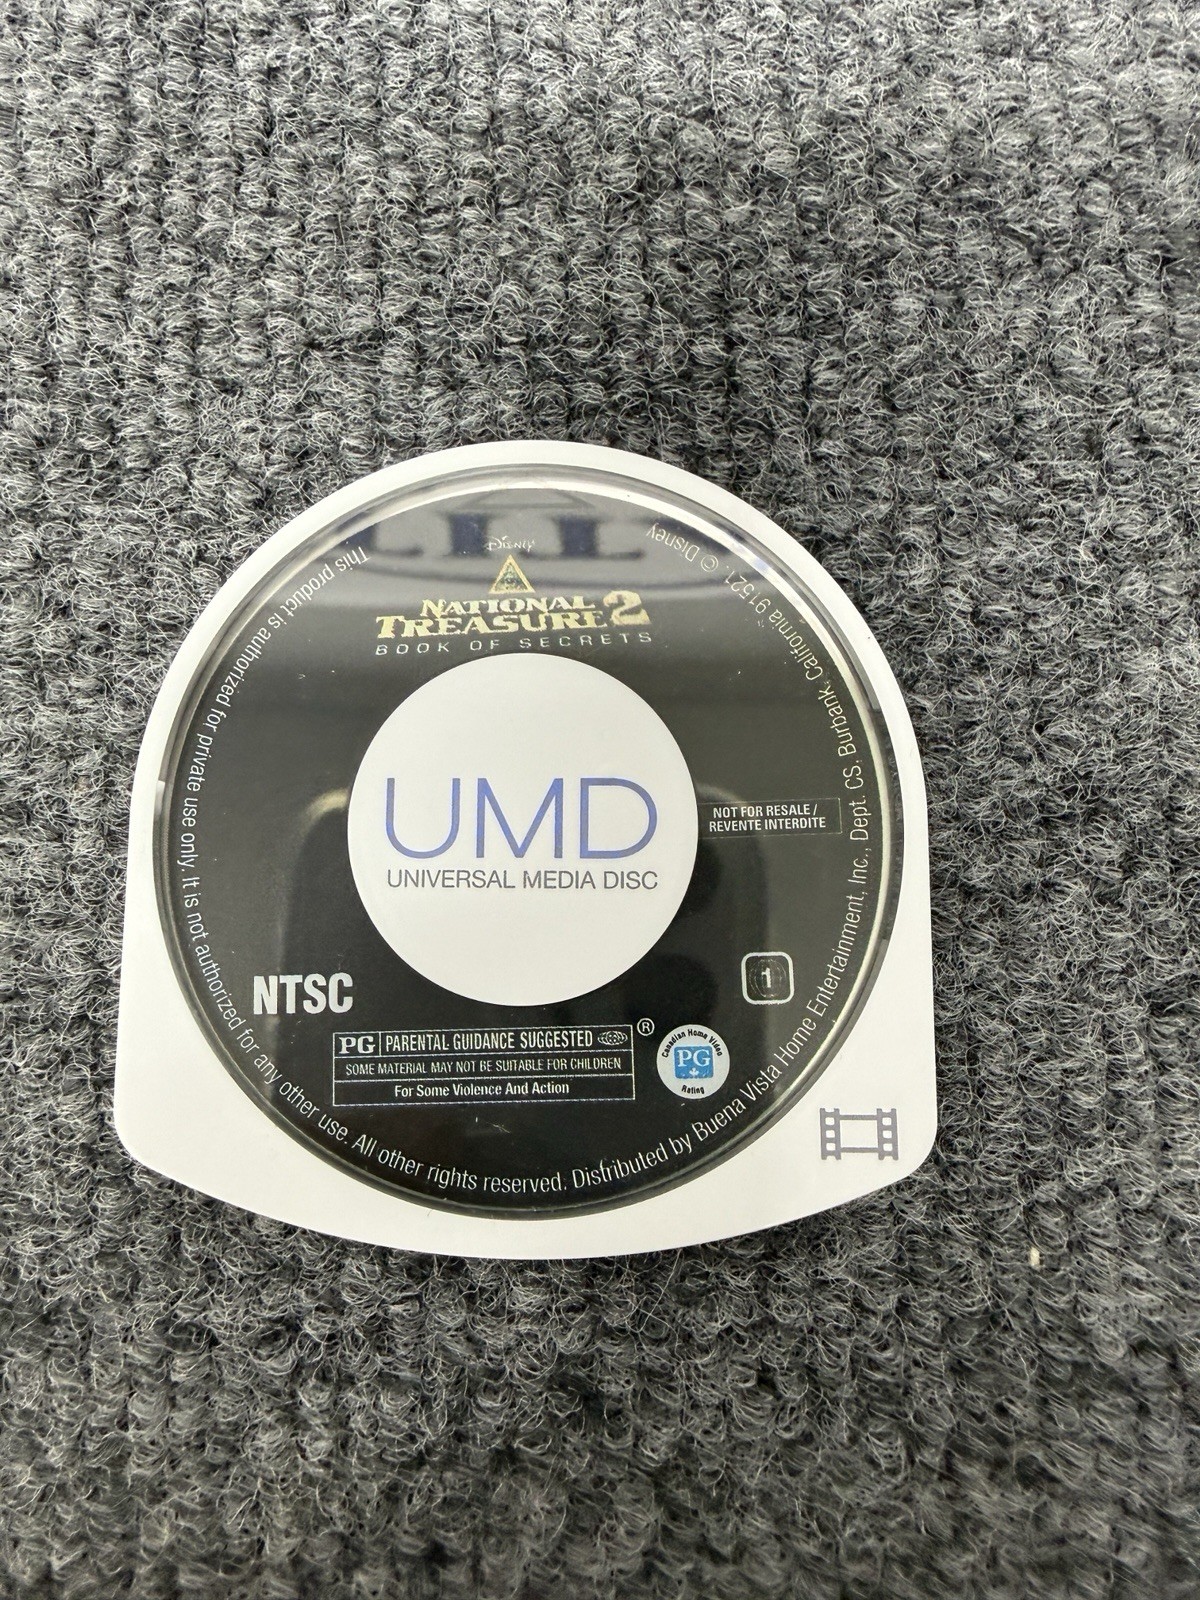 Disney
NATIONAL
TREASURE 2
BOOK OF SECRETS
UMD
UNIVERSAL MEDIA DISC
NOT FOR RESALE /
REVENTE INTERDITE
NTSC
1
PG PARENTAL GUIDANCE SUGGESTED ®
SOME MATERIAL MAY NOT BE SUITABLE FOR CHILDREN
For Some Violence And Action
Canadian Home Video
PG
Rating
This product is authorized for private use only. It is not authorized for any other use. All other rights reserved. Distributed by Buena Vista Home Entertainment, Inc., Dept. CS, Burbank, California 91521. © Disney